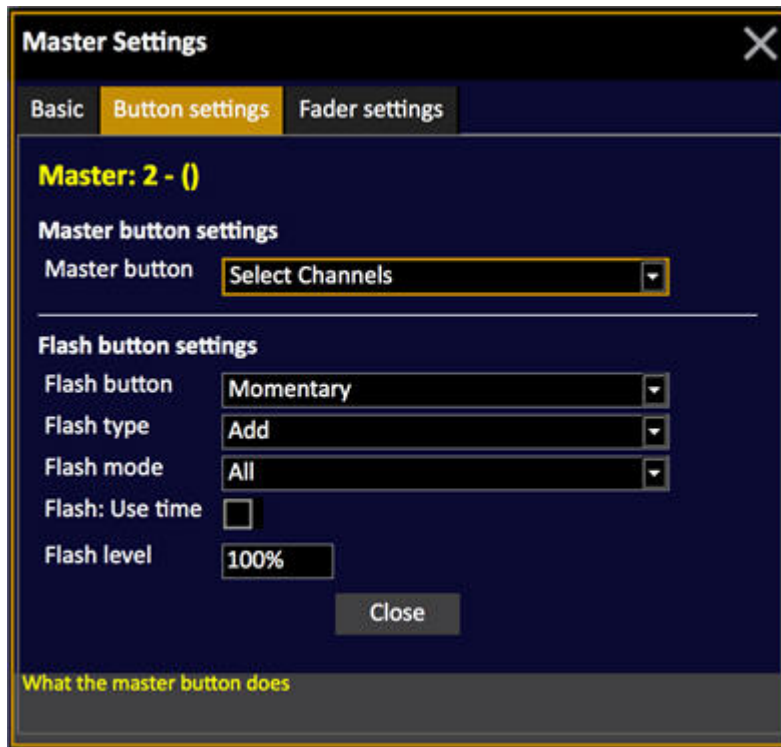 Master Settings
Basic Button settings Fader settings
Master: 2 - ()
Master button settings
Master button Select Channels
Flash button settings
Flash button Momentary
Flash type Add
Flash mode All
Flash: Use time
Flash level 100%
Close
What the master button does